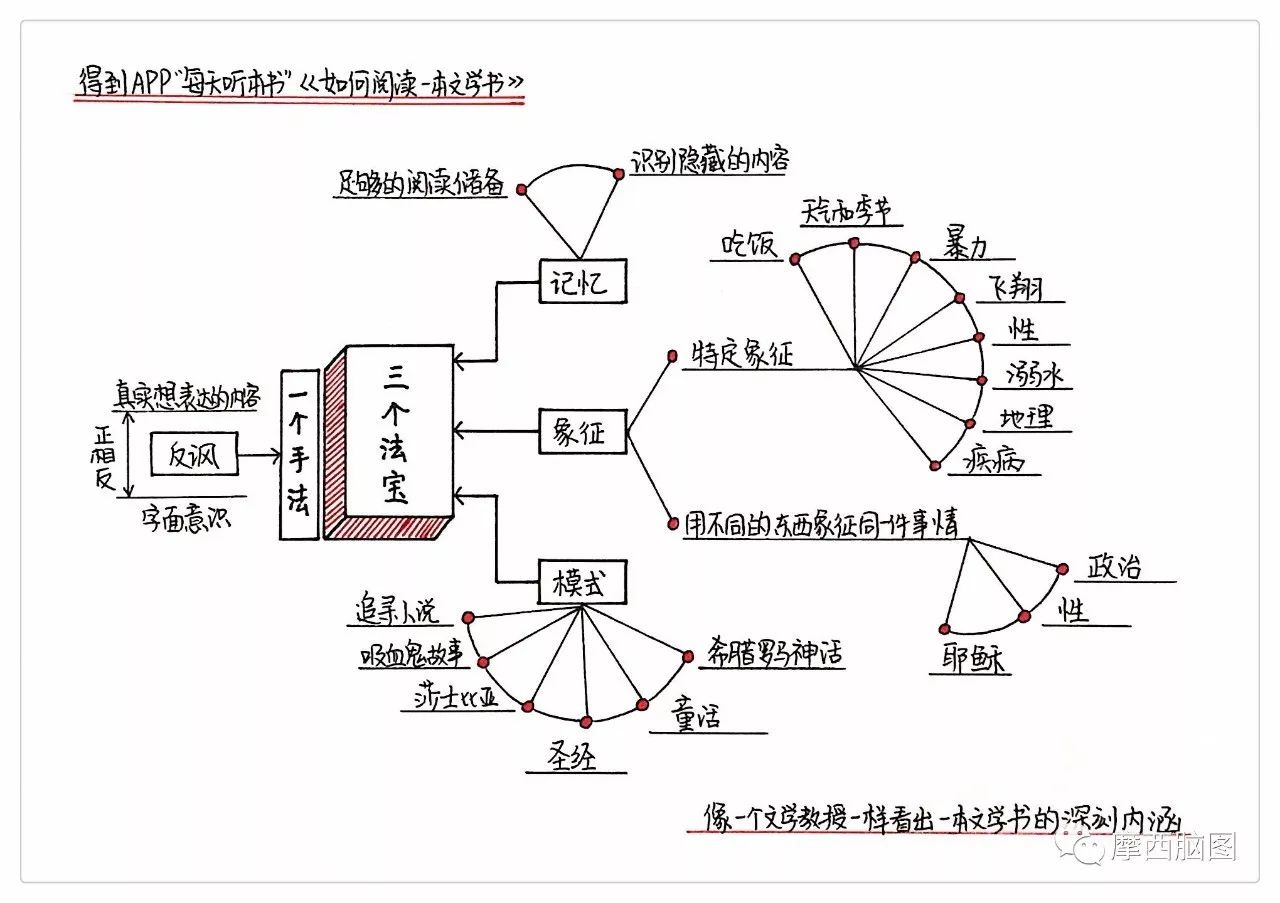 得到APP"每天听本书"《如何阅读一本文学书》
足够的阅读储备
识别隐藏的内容
记忆
吃饭
天气和季节
暴力
飞翔
性
溺水
地理
疾病
特定象征
三个法宝
一个手法
真实想表达的内容
正相反
反讽
字面意识
象征
用不同的东西象征同一件事情
政治
性
耶稣
模式
追寻小说
吸血鬼故事
莎士比亚
圣经
童话
希腊罗马神话
像一个文学教授一样看出一本文学书的深刻内涵
摩西脑图